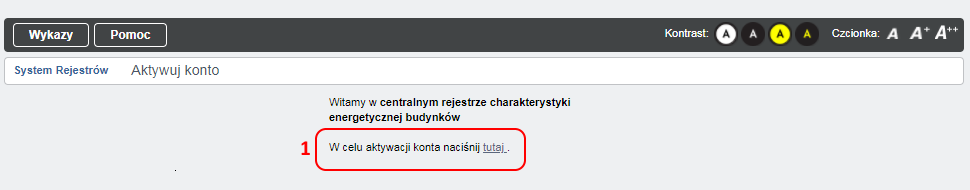 Wykazy Pomoc Kontrast: A A A A Czcionka: A A+ A++
System Rejestrów Aktywuj konto
Witamy w centralnym rejestrze charakterystyki
energetycznej budynków
1 W celu aktywacji konta naciśnij tutaj .
.